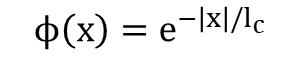 ϕ(x) = e^{-|x|/l_c}